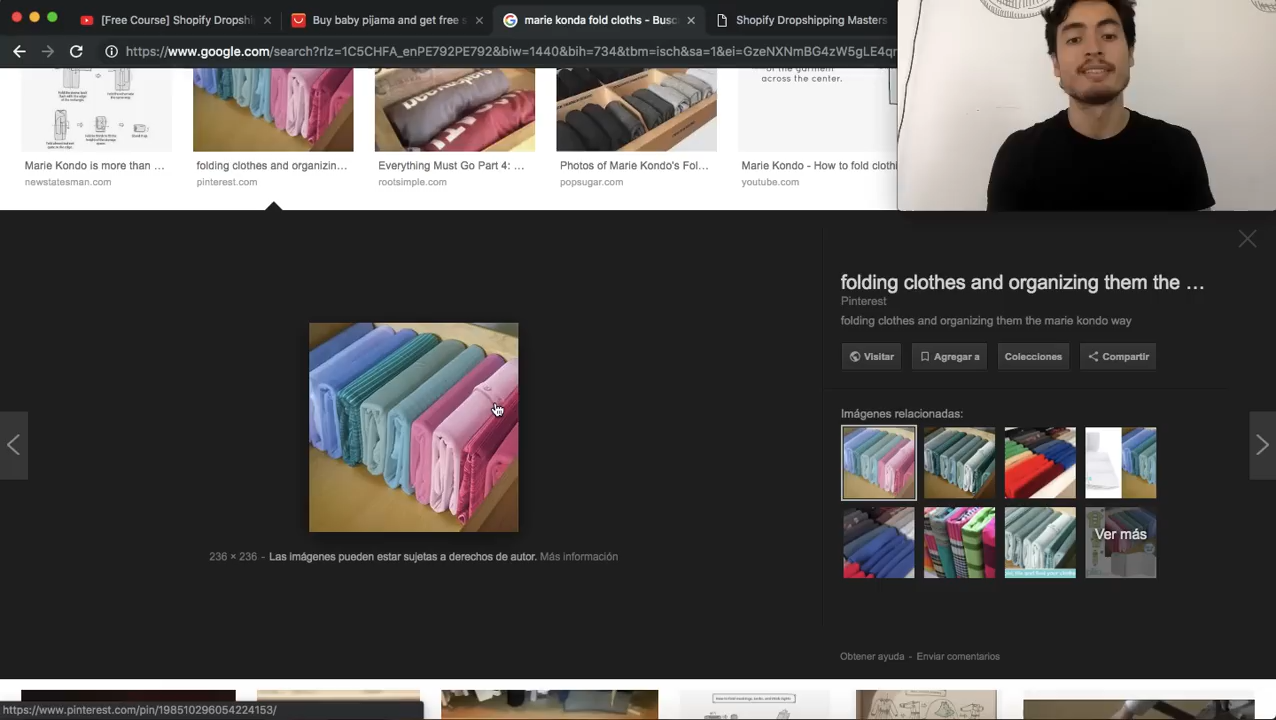 [Free Course] Shopify Dropshi
Buy baby pijama and get free s
marie konda fold cloths - Busc
Shopify Dropshipping Masters
https://www.google.com/search?rlz=1C5CHFA_enPE792PE792&biw=1440&bih=734&tbm=isch&sa=1&ei=GzeNXNmBG4zW5gLE4qr
of the garment
across the center.
Marie Kondo is more than ...
newstatesman.com
folding clothes and organizin...
pinterest.com
Everything Must Go Part 4: ...
rootsimple.com
Photos of Marie Kondo's Fol...
popsugar.com
Marie Kondo - How to fold clothi
youtube.com
folding clothes and organizing them the ...
Pinterest
folding clothes and organizing them the marie kondo way
Visitar
Agregar a
Colecciones
Compartir
Imágenes relacionadas:
Ver más
236 × 236 - Las imágenes pueden estar sujetas a derechos de autor. Más información
Obtener ayuda - Enviar comentarios
https://www.pinterest.com/pin/198510296054224153/